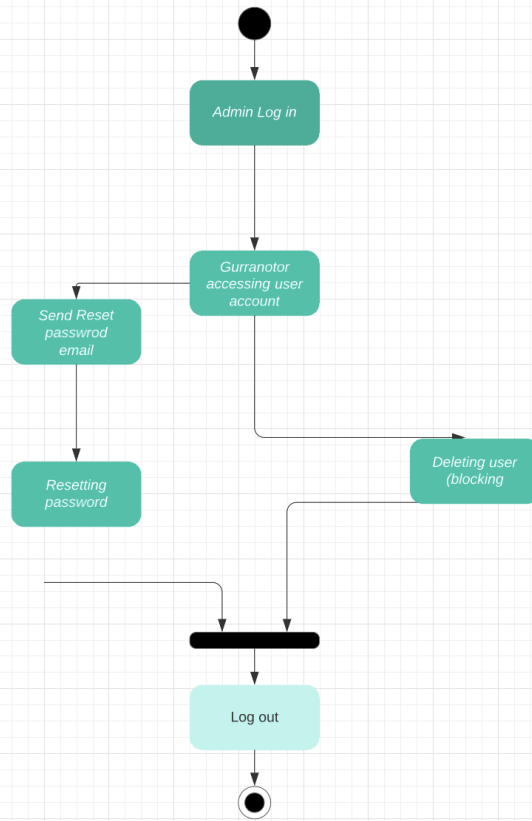 Admin Log in
Gurranotor
accessing user
account
Send Reset
passwrod
email
Resetting
password
Deleting user
(blocking
Log out